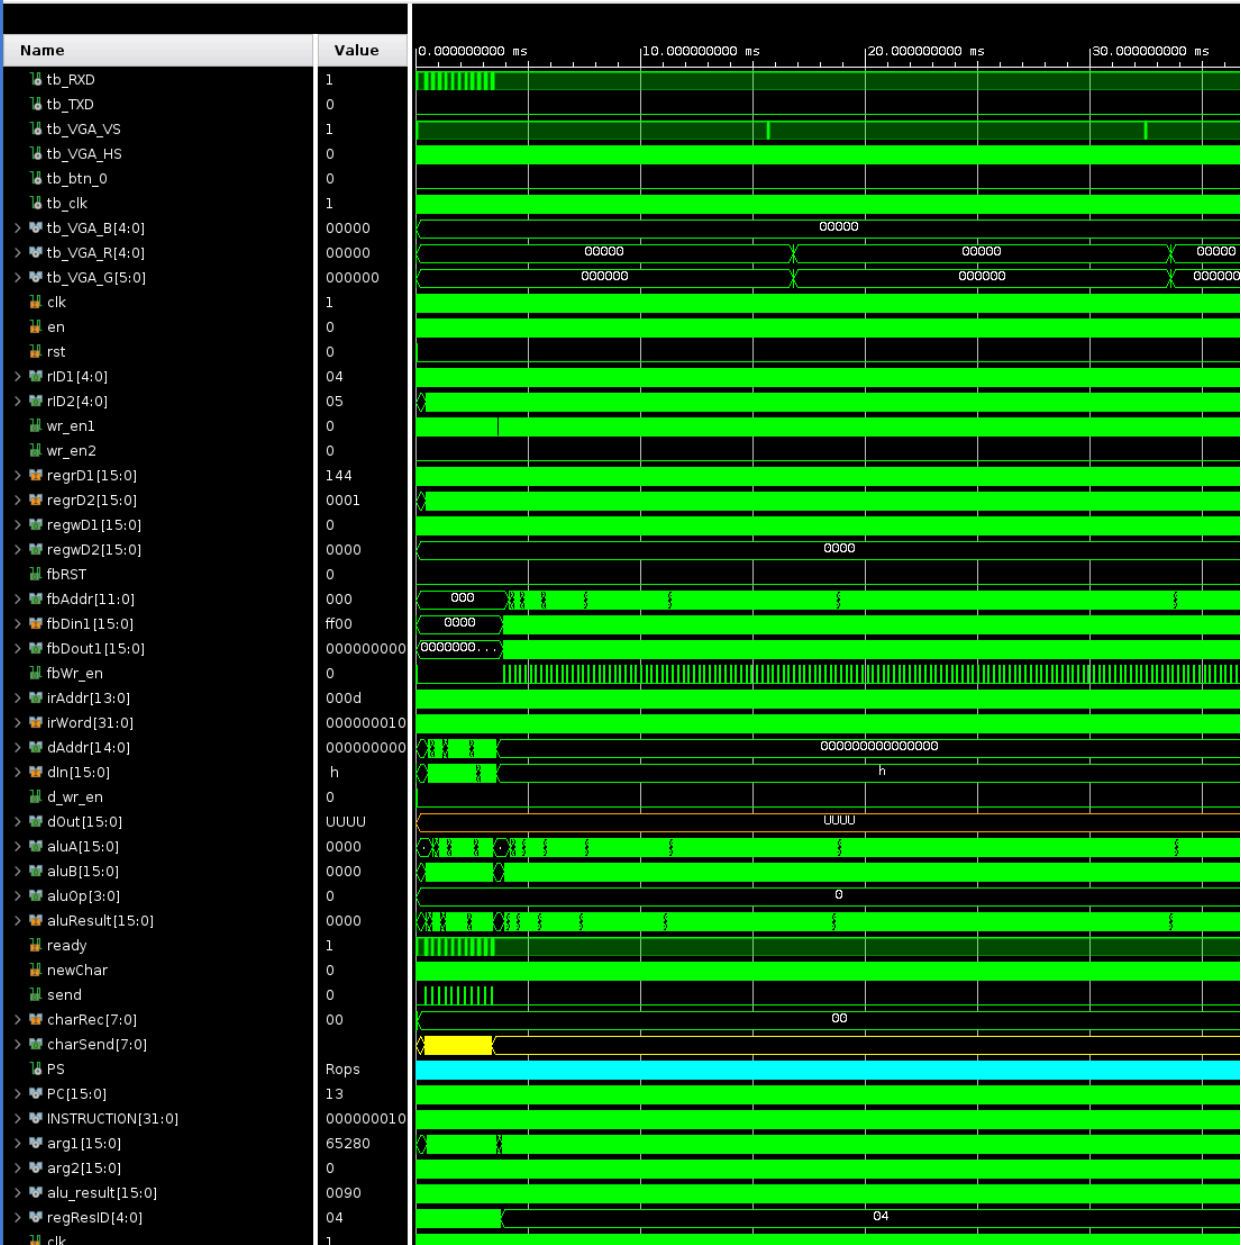 Name Value 0.000000000 ms 10.000000000 ms 20.000000000 ms 30.000000000 ms
tb_RXD 1
tb_TXD 0
tb_VGA_VS 1
tb_VGA_HS 0
tb_btn_0 0
tb_clk 1
tb_VGA_B[4:0] 00000 00000
tb_VGA_R[4:0] 00000 00000 00000 00000
tb_VGA_G[5:0] 000000 000000 000000 000000
clk 1
en 0
rst 0
rID1[4:0] 04
rID2[4:0] 05
wr_en1 0
wr_en2 0
regrD1[15:0] 144
regrD2[15:0] 0001
regwD1[15:0] 0
regwD2[15:0] 0000 0000
fbRST 0
fbAddr[11:0] 000 000
fbDin1[15:0] ff00 0000
fbDout1[15:0] 000000000 0000000...
fbWr_en 0
irAddr[13:0] 000d
irWord[31:0] 000000010
dAddr[14:0] 000000000 000000000000000
dIn[15:0] h h
d_wr_en 0
dOut[15:0] UUUU UUUU
aluA[15:0] 0000
aluB[15:0] 0000
aluOp[3:0] 0 0
aluResult[15:0] 0000
ready 1
newChar 0
send 0
charRec[7:0] 00 00
charSend[7:0]
PS Rops
PC[15:0] 13
INSTRUCTION[31:0] 000000010
arg1[15:0] 65280
arg2[15:0] 0
alu_result[15:0] 0090
regResID[4:0] 04 04
clk 1